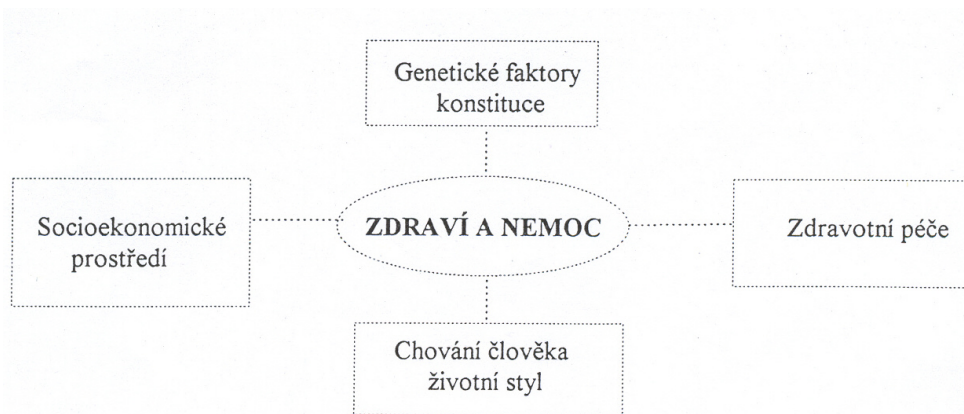 Genetické faktory
konstituce
Socioekonomické
prostředí
ZDRAVÍ A NEMOC
Zdravotní péče
Chování člověka
životní styl